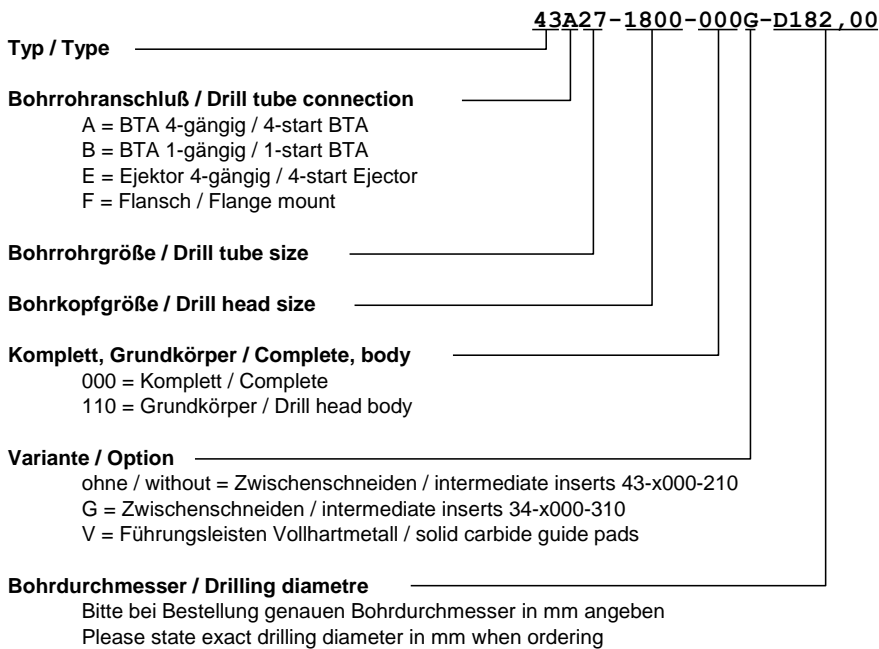 43A27-1800-000G-D182,00
Typ / Type
Bohrrohranschluß / Drill tube connection
A = BTA 4-gängig / 4-start BTA
B = BTA 1-gängig / 1-start BTA
E = Ejektor 4-gängig / 4-start Ejector
F = Flansch / Flange mount
Bohrrohrgröße / Drill tube size
Bohrkopfgröße / Drill head size
Komplett, Grundkörper / Complete, body
000 = Komplett / Complete
110 = Grundkörper / Drill head body
Variante / Option
ohne / without = Zwischenschneiden / intermediate inserts 43-x000-210
G = Zwischenschneiden / intermediate inserts 34-x000-310
V = Führungsleisten Vollhartmetall / solid carbide guide pads
Bohrdurchmesser / Drilling diametre
Bitte bei Bestellung genauen Bohrdurchmesser in mm angeben
Please state exact drilling diameter in mm when ordering